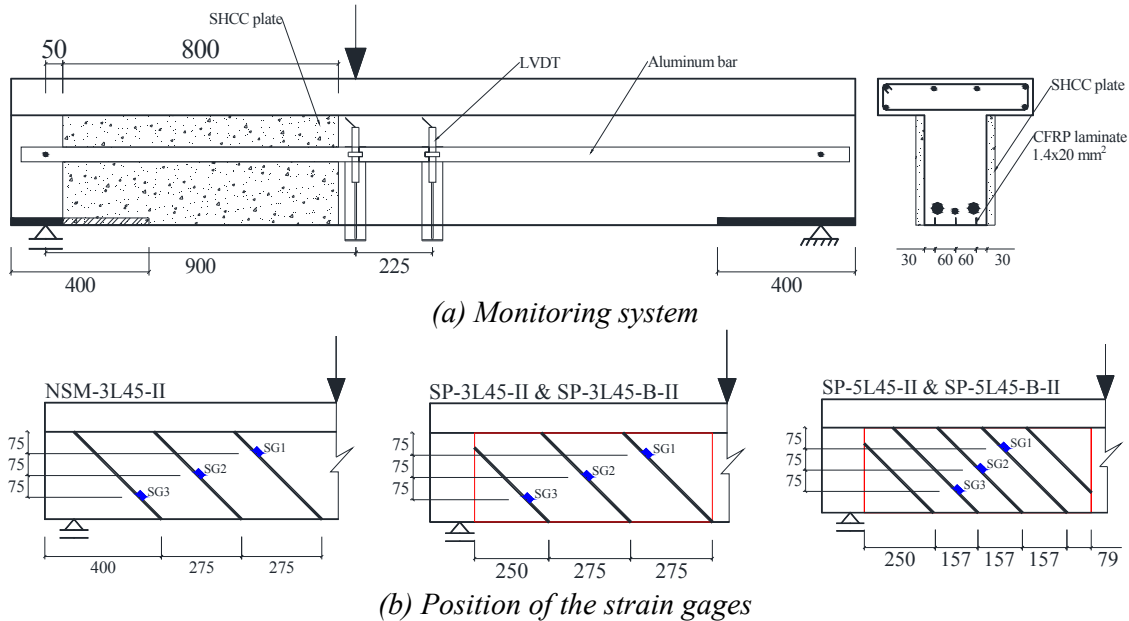 SHCC plate
50
800
LVDT
Aluminum bar
SHCC plate
CFRP laminate
1.4x20 mm²
900
225
400
400
30
60
60
30
(a) Monitoring system
NSM-3L45-II
75
75
75
SG1
SG2
SG3
400
275
275
SP-3L45-II & SP-3L45-B-II
75
75
75
SG1
SG2
SG3
250
275
275
SP-5L45-II & SP-5L45-B-II
75
75
75
SG1
SG2
SG3
250
157
157
157
79
(b) Position of the strain gages